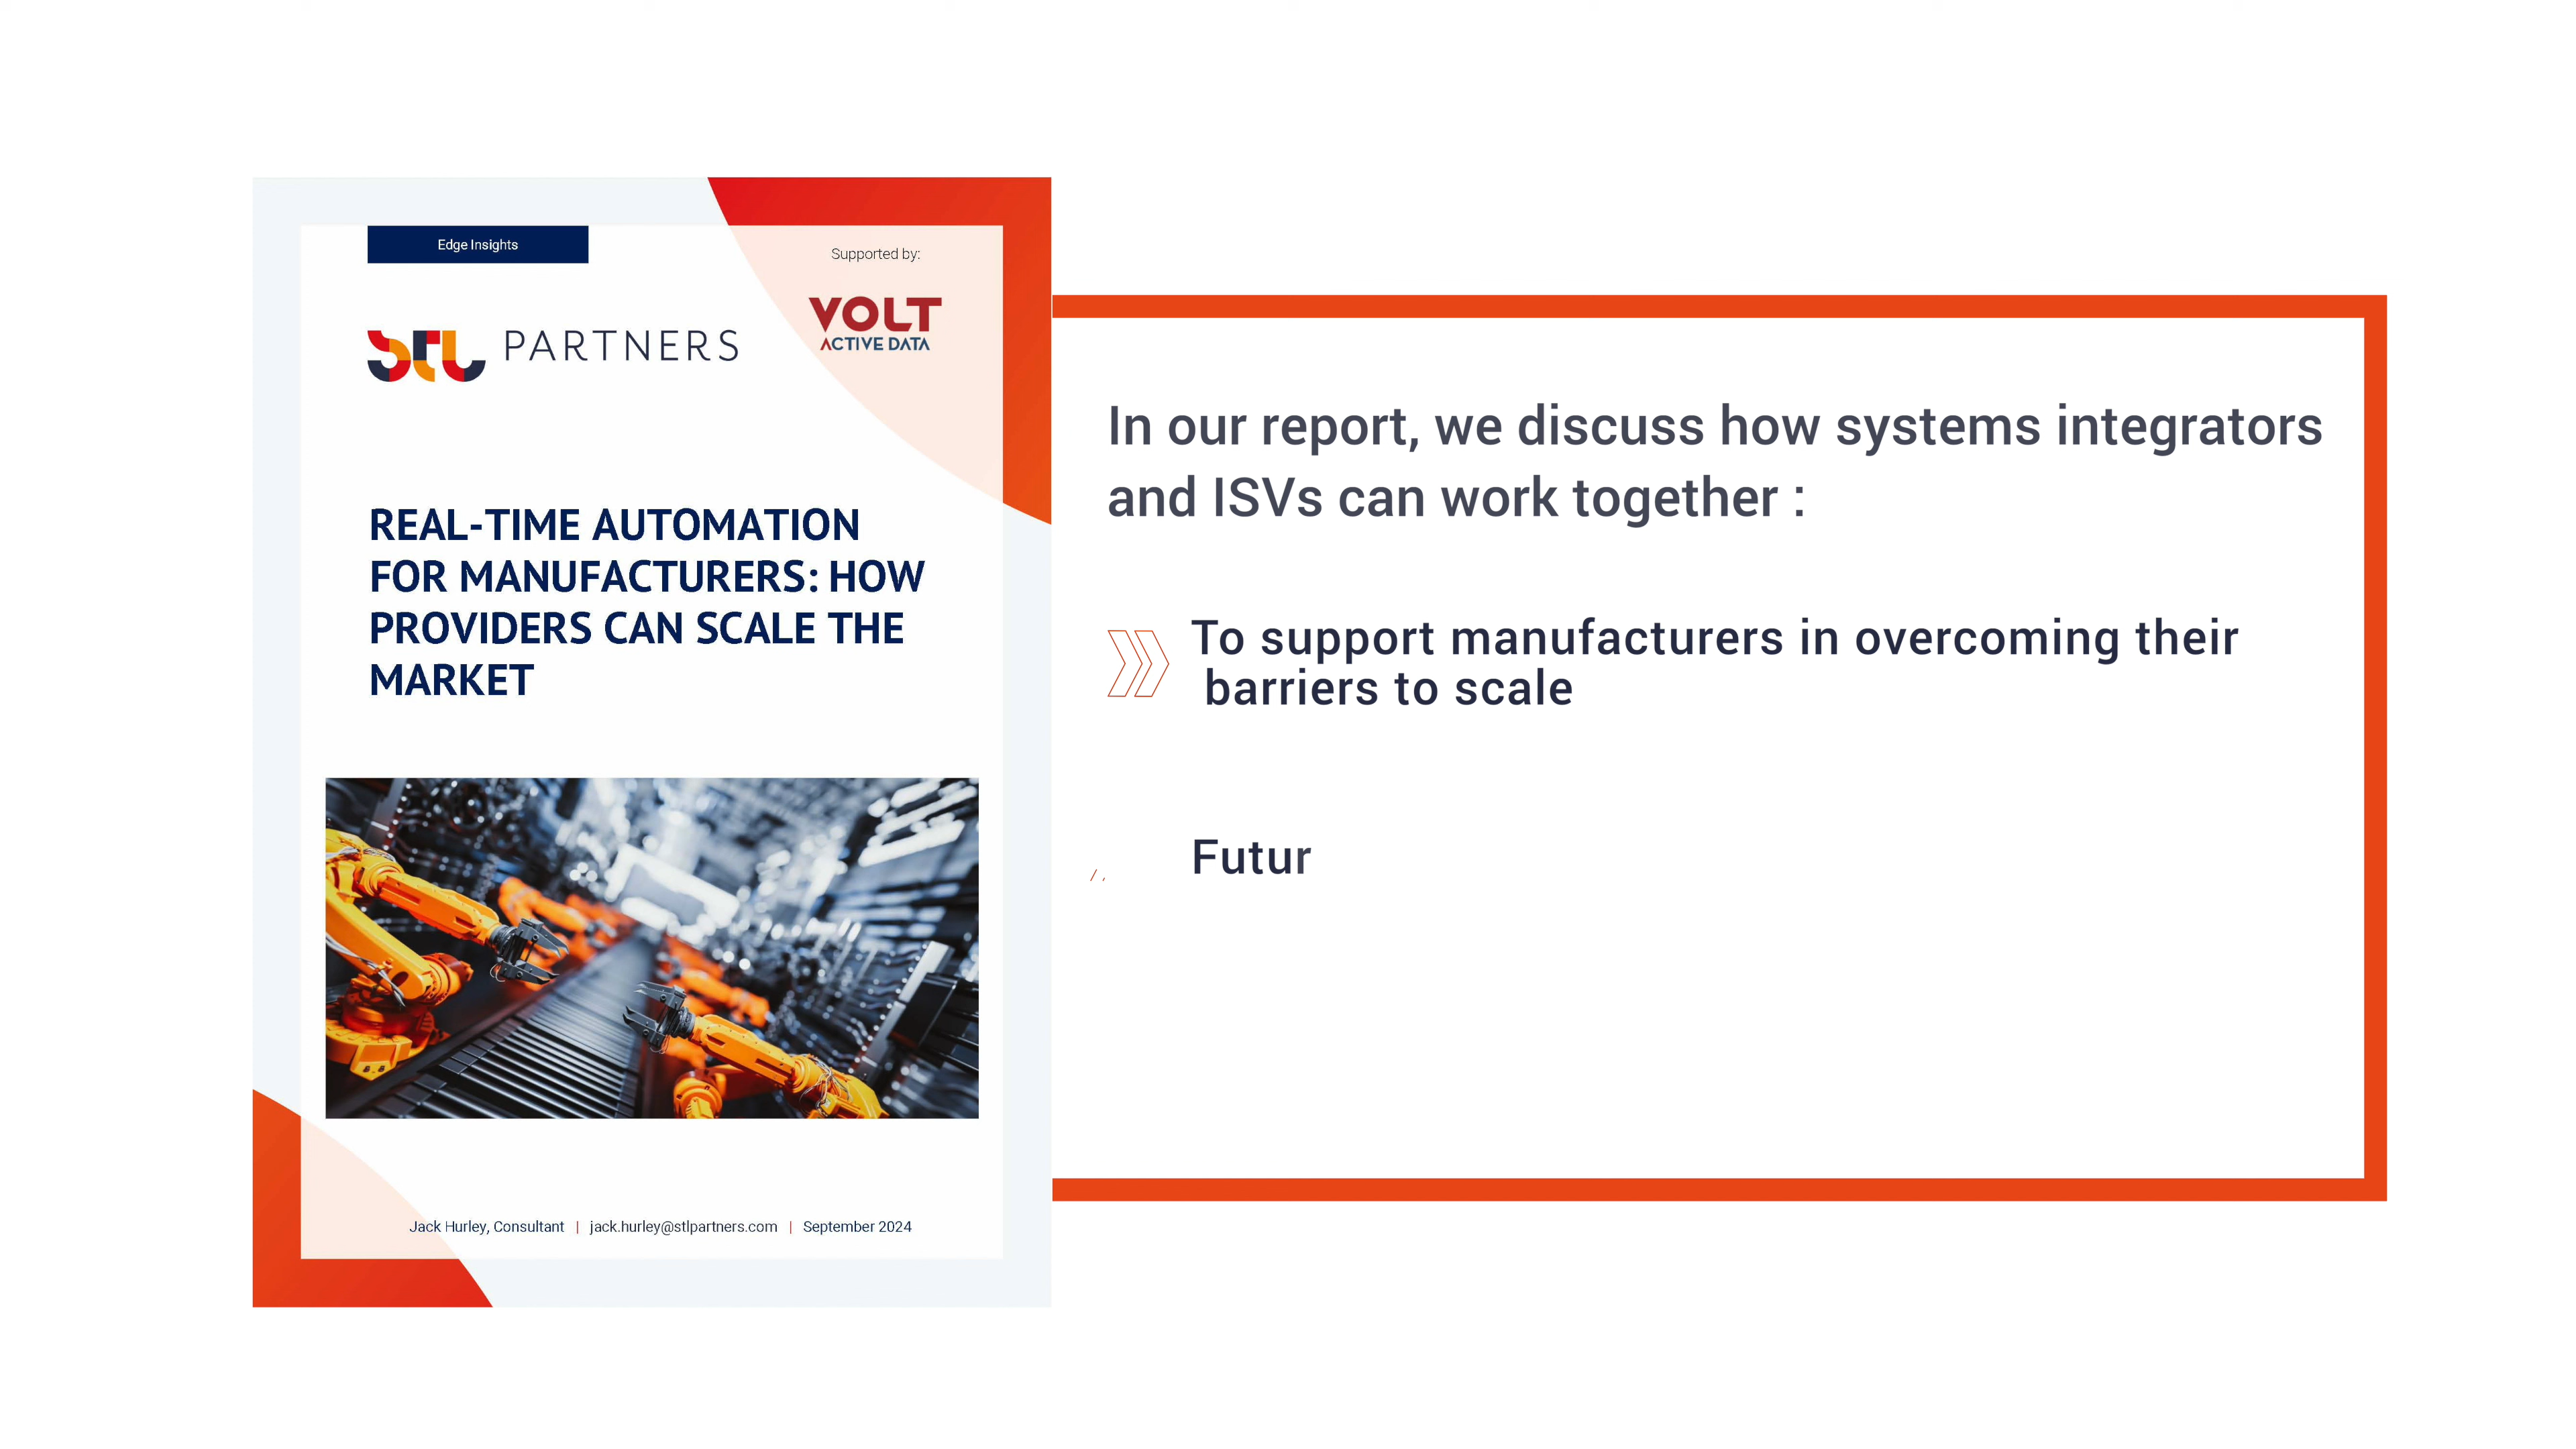 Edge Insights
Supported by:
VOLT
ACTIVE DATA
STL PARTNERS
REAL-TIME AUTOMATION
FOR MANUFACTURERS: HOW
PROVIDERS CAN SCALE THE
MARKET
Jack Hurley, Consultant | jack.hurley@stlpartners.com | September 2024
In our report, we discuss how systems integrators
and ISVs can work together :
To support manufacturers in overcoming their
barriers to scale
Futur